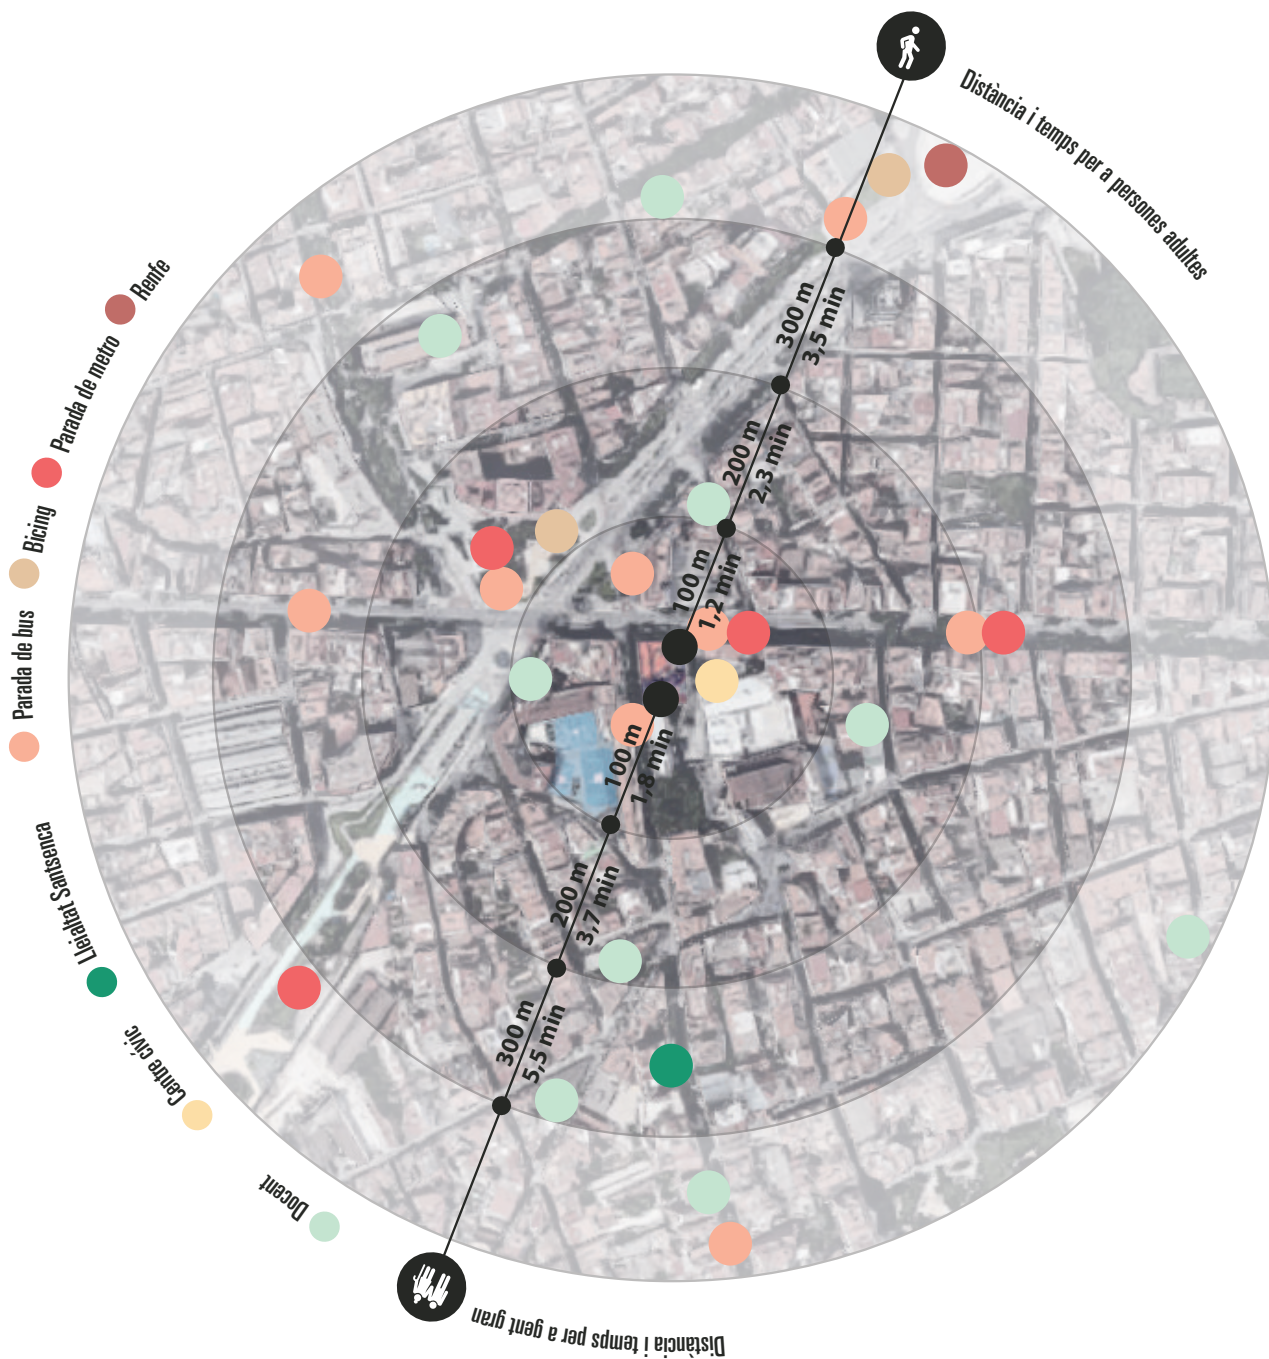 Distància i temps per a persones adultes
Renfe
Parada de metro
Bicing
Parada de bus
Lleialtat Santsenca
Centre cívic
Docent
300 m
3,5 min
200 m
2,3 min
100 m
1,2 min
100 m
1,8 min
200 m
3,7 min
300 m
5,5 min
Distància i temps per a gent gran